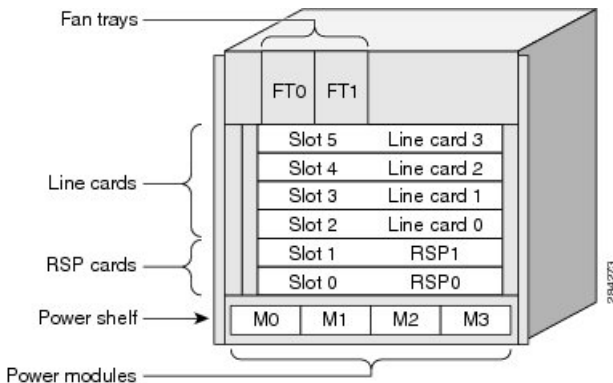 Fan trays
FT0 FT1
Slot 5 Line card 3
Slot 4 Line card 2
Line cards
Slot 3 Line card 1
Slot 2 Line card 0
Slot 1 RSP1
RSP cards
Slot 0 RSP0
Power shelf
M0 M1 M2 M3
Power modules
284273